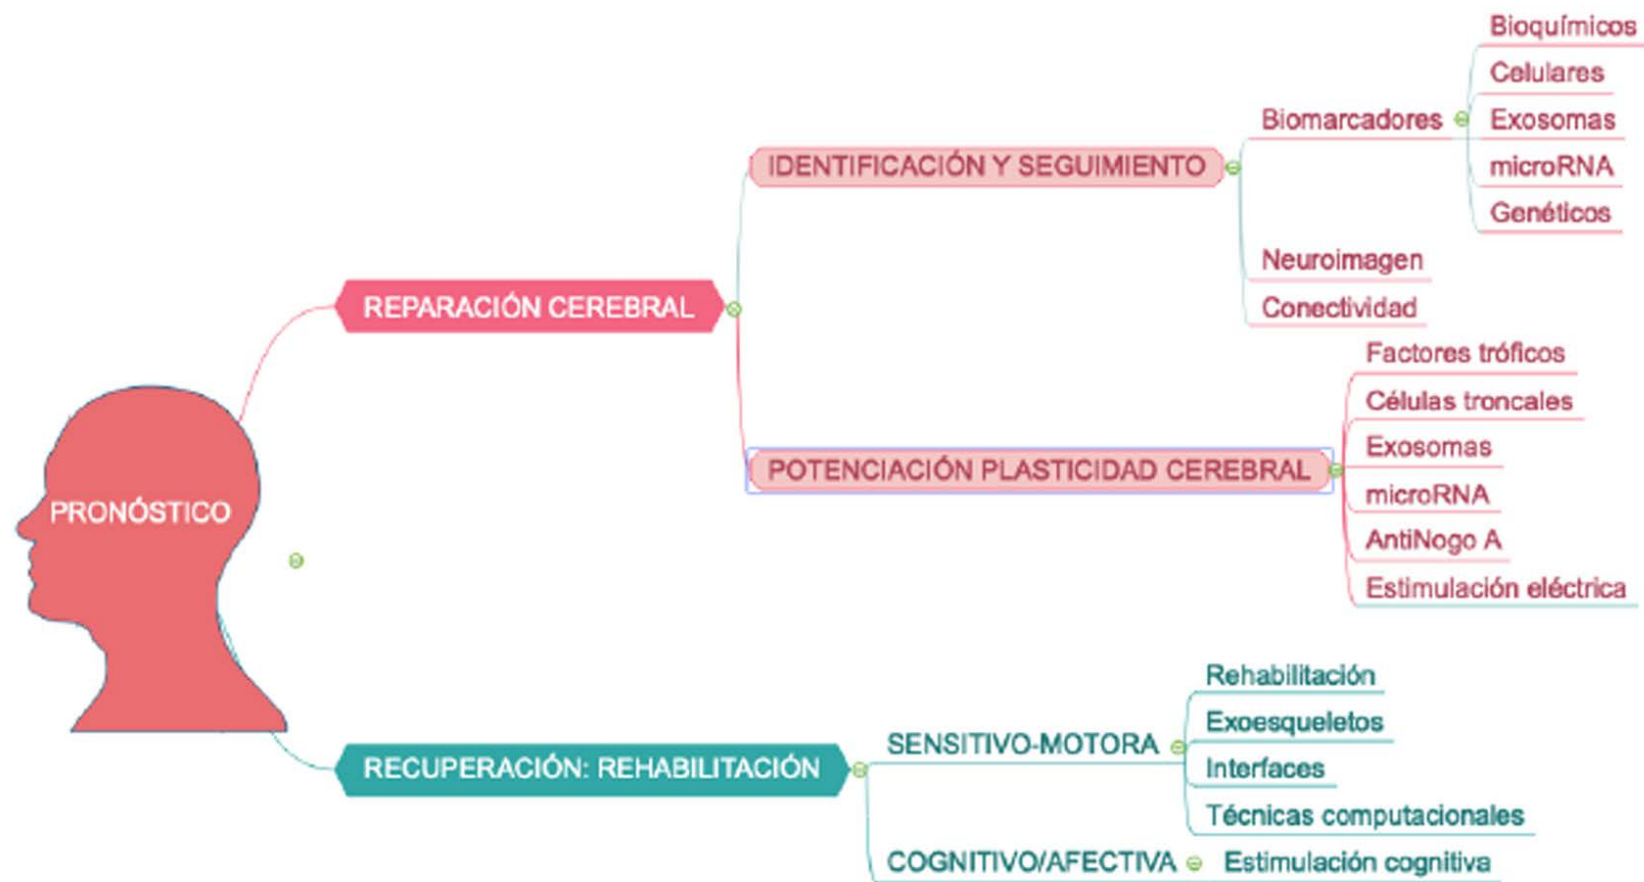 PRONÓSTICO
REPARACIÓN CEREBRAL
IDENTIFICACIÓN Y SEGUIMIENTO
Biomarcadores
Bioquímicos
Celulares
Exosomas
microRNA
Genéticos
Neuroimagen
Conectividad
POTENCIACIÓN PLASTICIDAD CEREBRAL
Factores tróficos
Células troncales
Exosomas
microRNA
AntiNogo A
Estimulación eléctrica
RECUPERACIÓN: REHABILITACIÓN
SENSITIVO-MOTORA
Rehabilitación
Exoesqueletos
Interfaces
Técnicas computacionales
COGNITIVO/AFECTIVA
Estimulación cognitiva